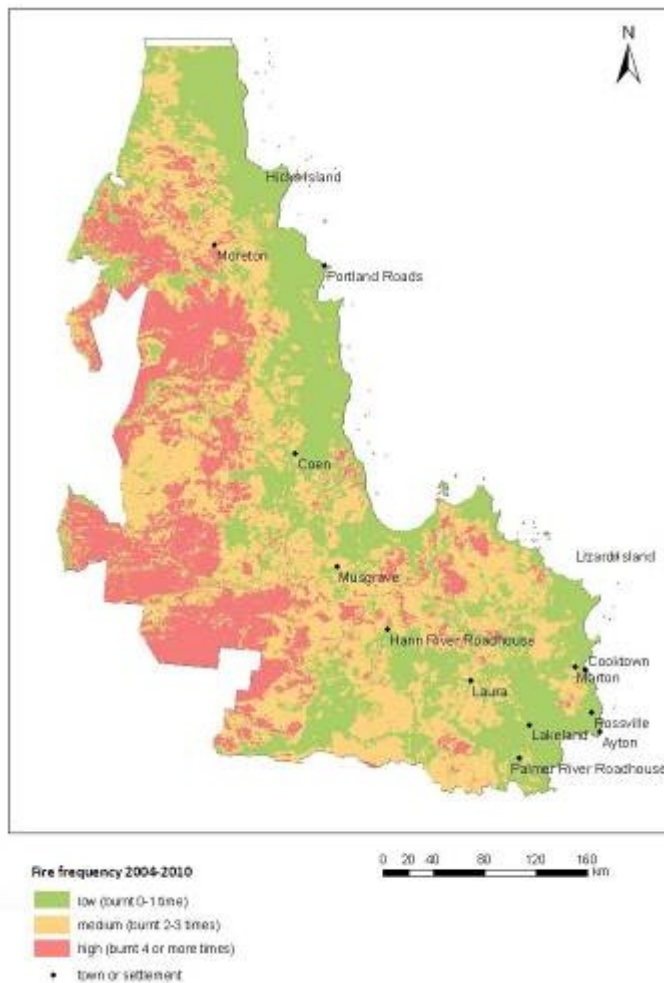 N
Hicks Island
Moreton
Portland Roads
Coen
Lizard Island
Musgrave
Hann River Roadhouse
Cooktown
Marton
Laura
Rossville
Lakeland
Ayton
Palmer River Roadhouse
Fire frequency 2004-2010
0 20 40 80 120 160
km
low (burnt 0-1 time)
medium (burnt 2-3 times)
high (burnt 4 or more times)
town or settlement